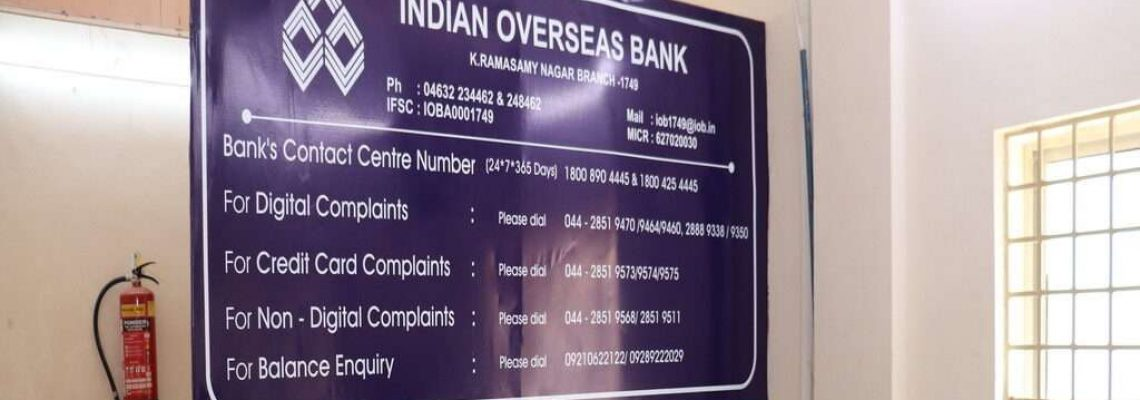 INDIAN OVERSEAS BANK
K.RAMASAMY NAGAR BRANCH -1749
Ph : 04632 234462 & 248462
IFSC : IOBA0001749
Mail : iob1749@iob.in
MICR : 627020030
Bank's Contact Centre Number (24*7*365 Days) 1800 890 4445 & 1800 425 4445
For Digital Complaints : Please dial 044 - 2851 9470 /9464/9460, 2888 9338 / 9350
For Credit Card Complaints : Please dial 044 - 2851 9573/9574/9575
For Non - Digital Complaints : Please dial 044 - 2851 9568/ 2851 9511
For Balance Enquiry : Please dial 09210622122/ 09289222029